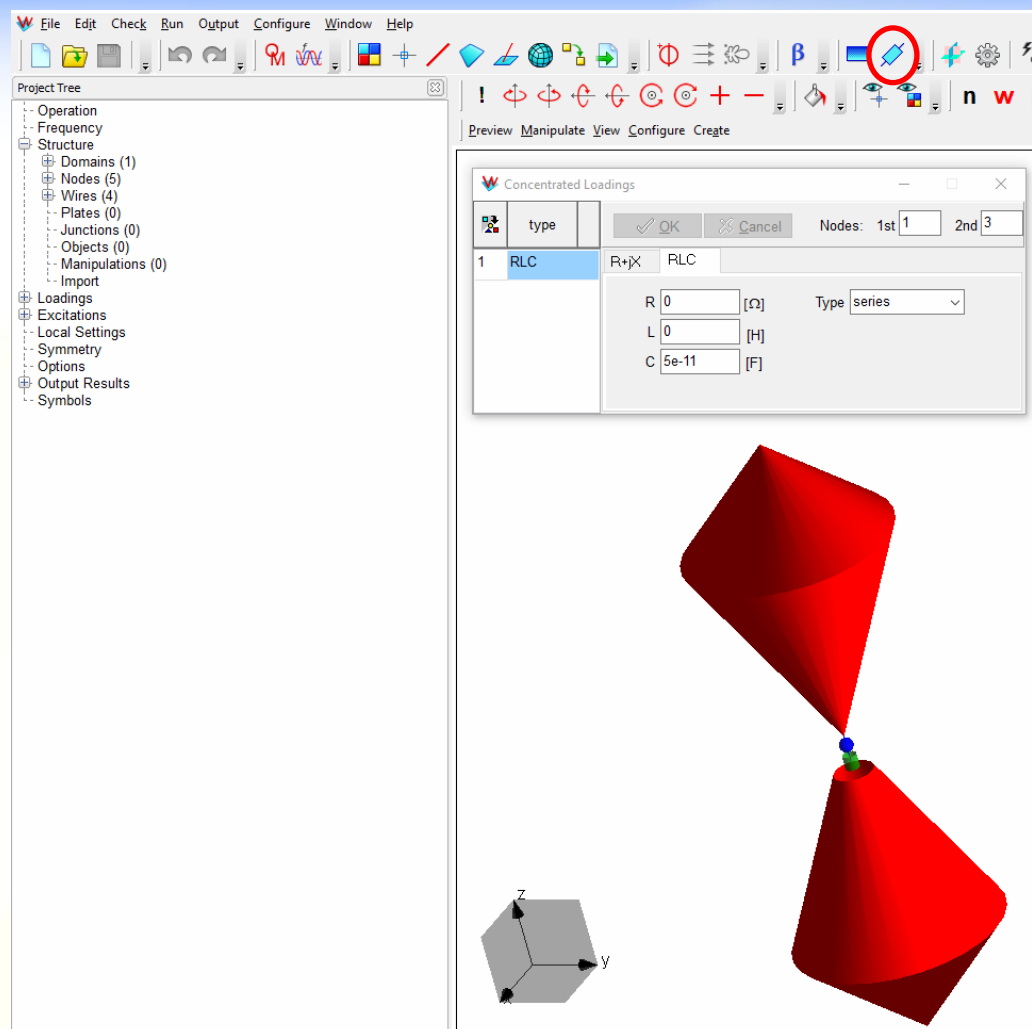 File Edit Check Run Output Configure Window Help
β
Project Tree
! n w
Operation
Frequency
Structure
Domains (1)
Nodes (5)
Wires (4)
Plates (0)
Junctions (0)
Objects (0)
Manipulations (0)
Import
Loadings
Excitations
Local Settings
Symmetry
Options
Output Results
Symbols
Preview Manipulate View Configure Create
Concentrated Loadings
type
OK Cancel Nodes: 1st 1 2nd 3
1 RLC
R+jX RLC
R 0 [Ω] Type series
L 0 [H]
C 5e-11 [F]
z
y
x